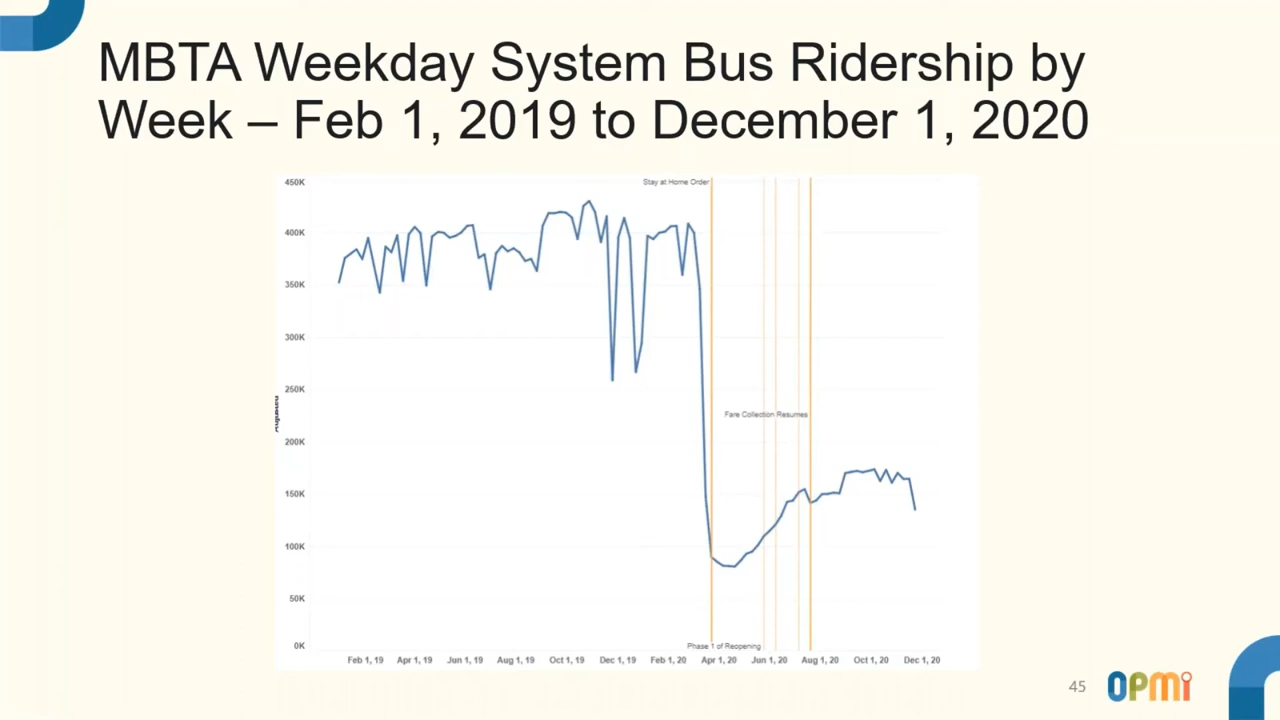 MBTA Weekday System Bus Ridership by
Week – Feb 1, 2019 to December 1, 2020
450K
Stay at Home Order
400K
350K
300K
250K
Adjusted
Fare Collection Resumes
200K
150K
100K
50K
0K
Phase 1 of Reopening
Feb 1, 19 Apr 1, 19 Jun 1, 19 Aug 1, 19 Oct 1, 19 Dec 1, 19 Feb 1, 20 Apr 1, 20 Jun 1, 20 Aug 1, 20 Oct 1, 20 Dec 1, 20
45 OPMI